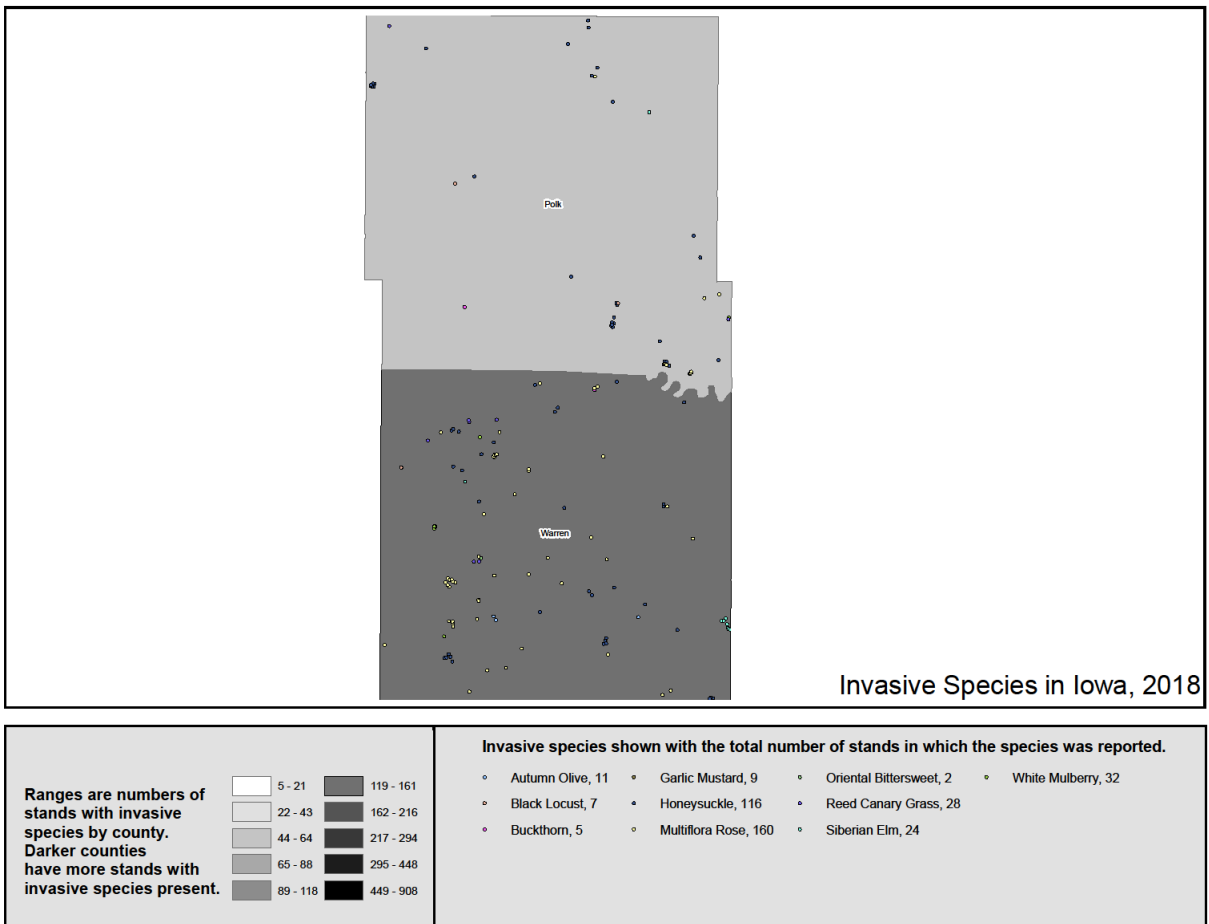 Polk
Warren
Invasive Species in Iowa, 2018
Ranges are numbers of
stands with invasive
species by county.
Darker counties
have more stands with
invasive species present.
5 - 21
22 - 43
44 - 64
65 - 88
89 - 118
119 - 161
162 - 216
217 - 294
295 - 448
449 - 908
Invasive species shown with the total number of stands in which the species was reported.
Autumn Olive, 11
Black Locust, 7
Buckthorn, 5
Garlic Mustard, 9
Honeysuckle, 116
Multiflora Rose, 160
Oriental Bittersweet, 2
Reed Canary Grass, 28
Siberian Elm, 24
White Mulberry, 32